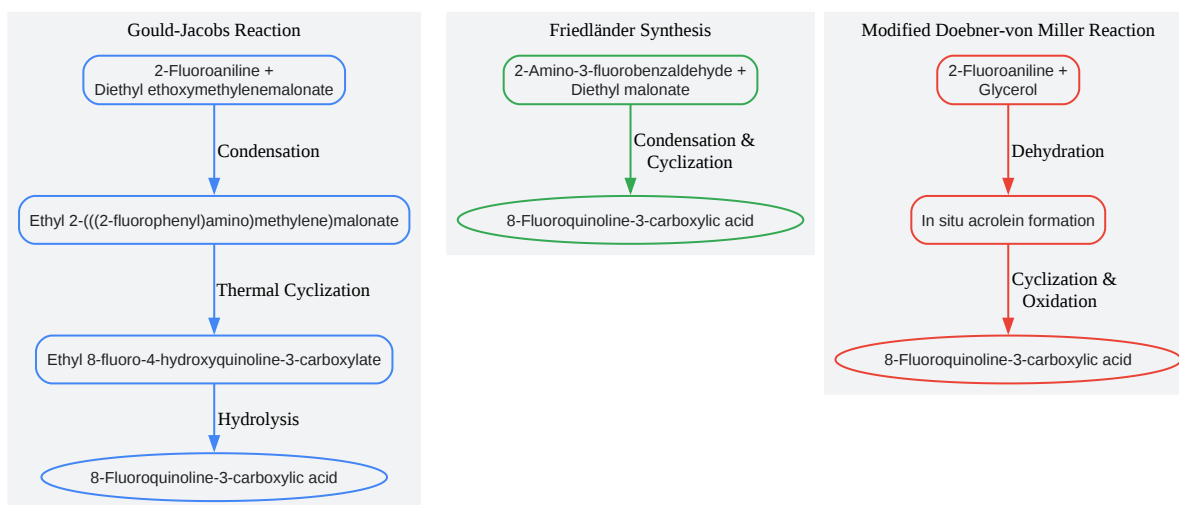 Gould-Jacobs Reaction
2-Fluoroaniline +
Diethyl ethoxymethylenemalonate
Condensation
Ethyl 2-(((2-fluorophenyl)amino)methylene)malonate
Thermal Cyclization
Ethyl 8-fluoro-4-hydroxyquinoline-3-carboxylate
Hydrolysis
8-Fluoroquinoline-3-carboxylic acid
Friedländer Synthesis
2-Amino-3-fluorobenzaldehyde +
Diethyl malonate
Condensation &
Cyclization
8-Fluoroquinoline-3-carboxylic acid
Modified Doebner-von Miller Reaction
2-Fluoroaniline +
Glycerol
Dehydration
In situ acrolein formation
Cyclization &
Oxidation
8-Fluoroquinoline-3-carboxylic acid